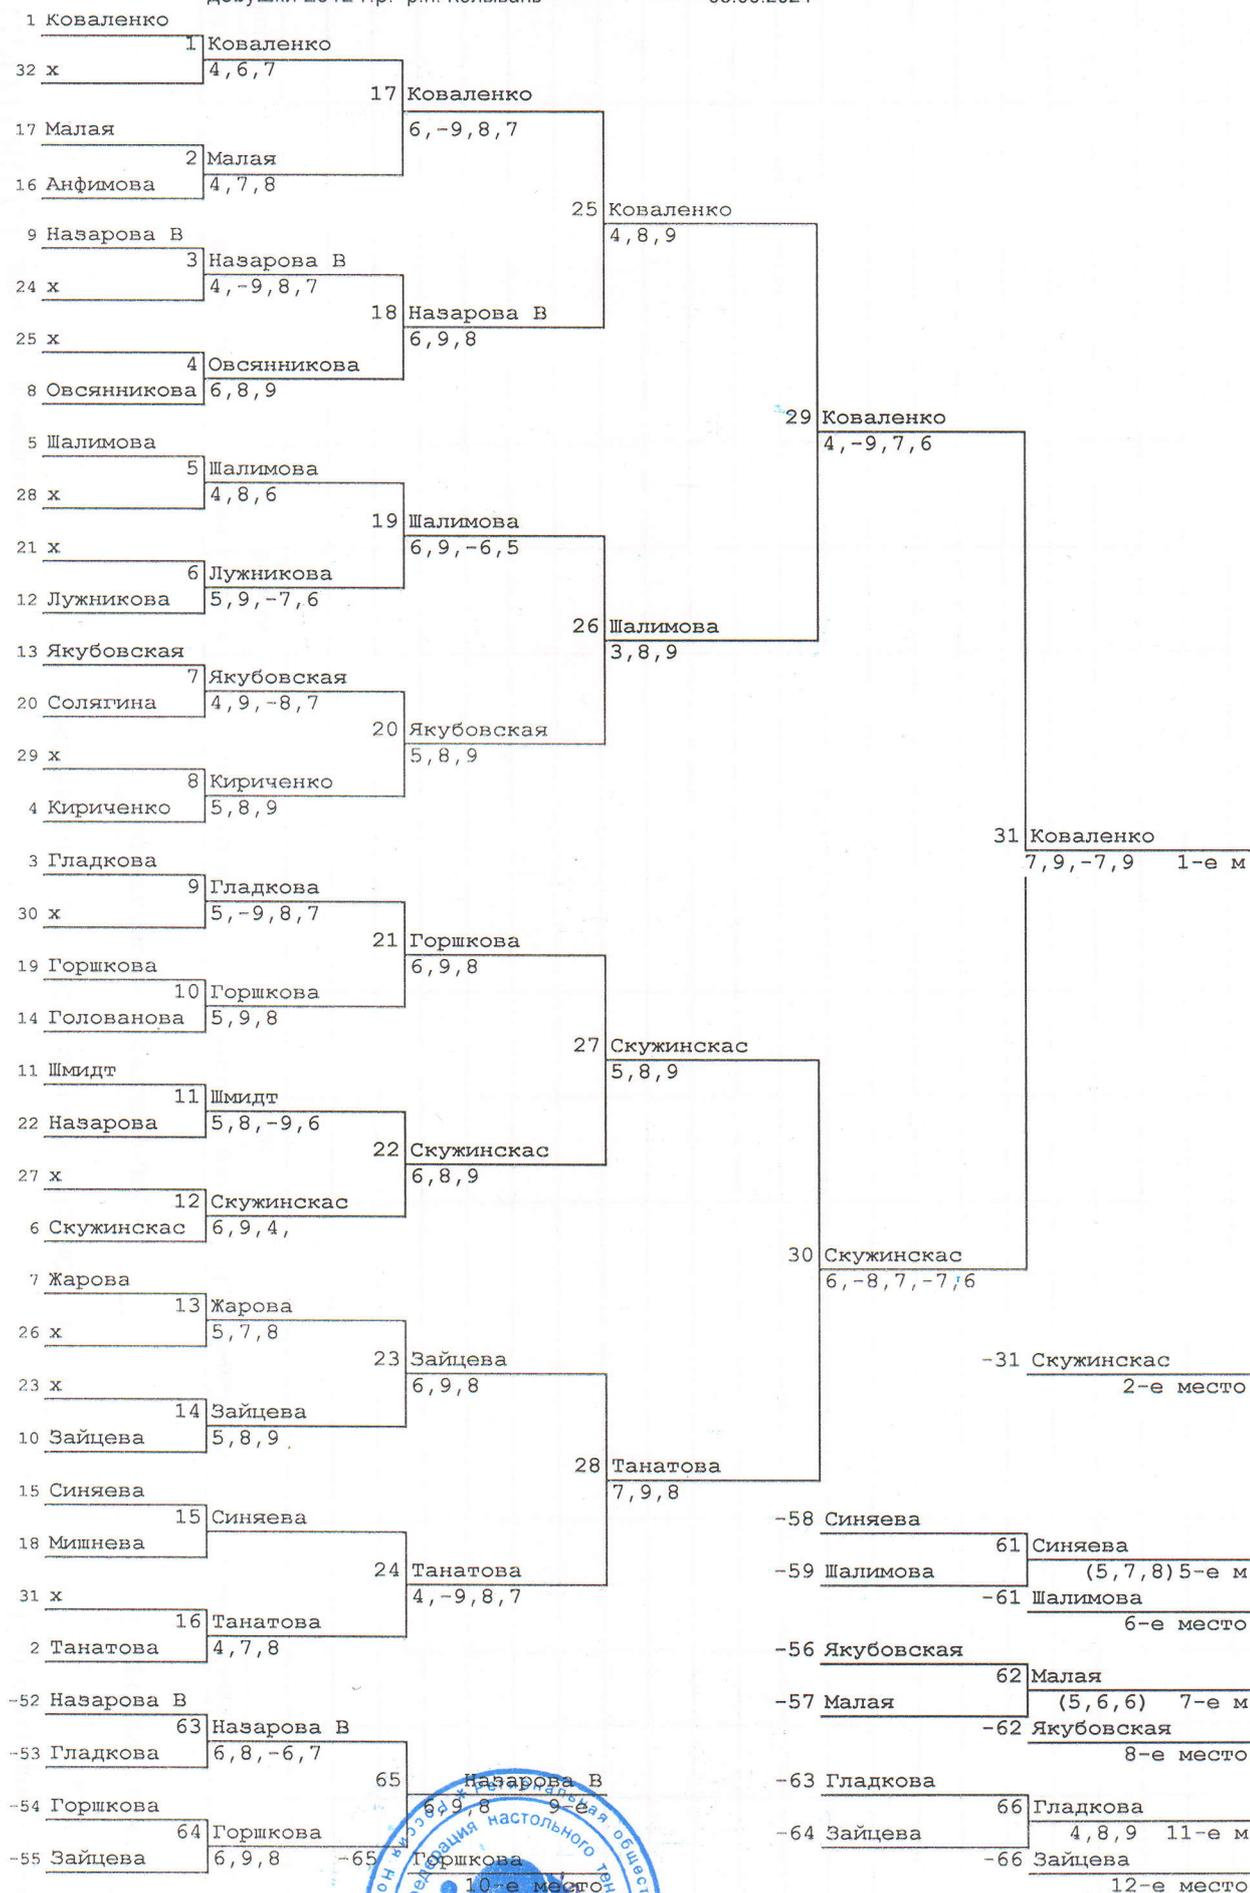 1 Коваленко
1 Коваленко
32 х
4,6,7
17 Коваленко
6,-9,8,7
17 Малая
2 Малая
16 Анфимова
4,7,8
25 Коваленко
4,8,9
9 Назарова В
3 Назарова В
24 х
4,-9,8,7
18 Назарова В
6,9,8
25 х
4 Овсянникова
8 Овсянникова
6,8,9
29 Коваленко
4,-9,7,6
5 Шалимова
5 Шалимова
28 х
4,8,6
19 Шалимова
6,9,-6,5
21 х
6 Лужникова
12 Лужникова
5,9,-7,6
26 Шалимова
3,8,9
13 Якубовская
7 Якубовская
20 Солягина
4,9,-8,7
20 Якубовская
5,8,9
29 х
8 Кириченко
4 Кириченко
5,8,9
31 Коваленко
7,9,-7,9 1-е м
3 Гладкова
9 Гладкова
30 х
5,-9,8,7
21 Горшкова
6,9,8
19 Горшкова
10 Горшкова
14 Голованова
5,9,8
27 Скужинскас
5,8,9
11 Шмидт
11 Шмидт
22 Назарова
5,8,-9,6
22 Скужинскас
6,8,9
27 х
12 Скужинскас
6 Скужинскас
6,9,4,
30 Скужинскас
6,-8,7,-7,6
7 Жарова
13 Жарова
26 х
5,7,8
23 Зайцева
6,9,8
-31 Скужинскас
2-е место
23 х
14 Зайцева
10 Зайцева
5,8,9
28 Танатова
7,9,8
15 Синяева
15 Синяева
18 Мишнева
24 Танатова
4,-9,8,7
31 х
16 Танатова
2 Танатова
4,7,8
-58 Синяева
61 Синяева
-59 Шалимова
(5,7,8)5-е м
-61 Шалимова
6-е место
-56 Якубовская
62 Малая
-57 Малая
(5,6,6) 7-е м
-62 Якубовская
8-е место
-52 Назарова В
63 Назарова В
-53 Гладкова
6,8,-6,7
65 Назарова В
6,9,8 9-е
-54 Горшкова
64 Горшкова
-55 Зайцева
6,9,8
-65 Горшкова
10-е место
-63 Гладкова
66 Гладкова
-64 Зайцева
4,8,9 11-е м
-66 Зайцева
12-е место
Региональная общест
федерация настольного тен